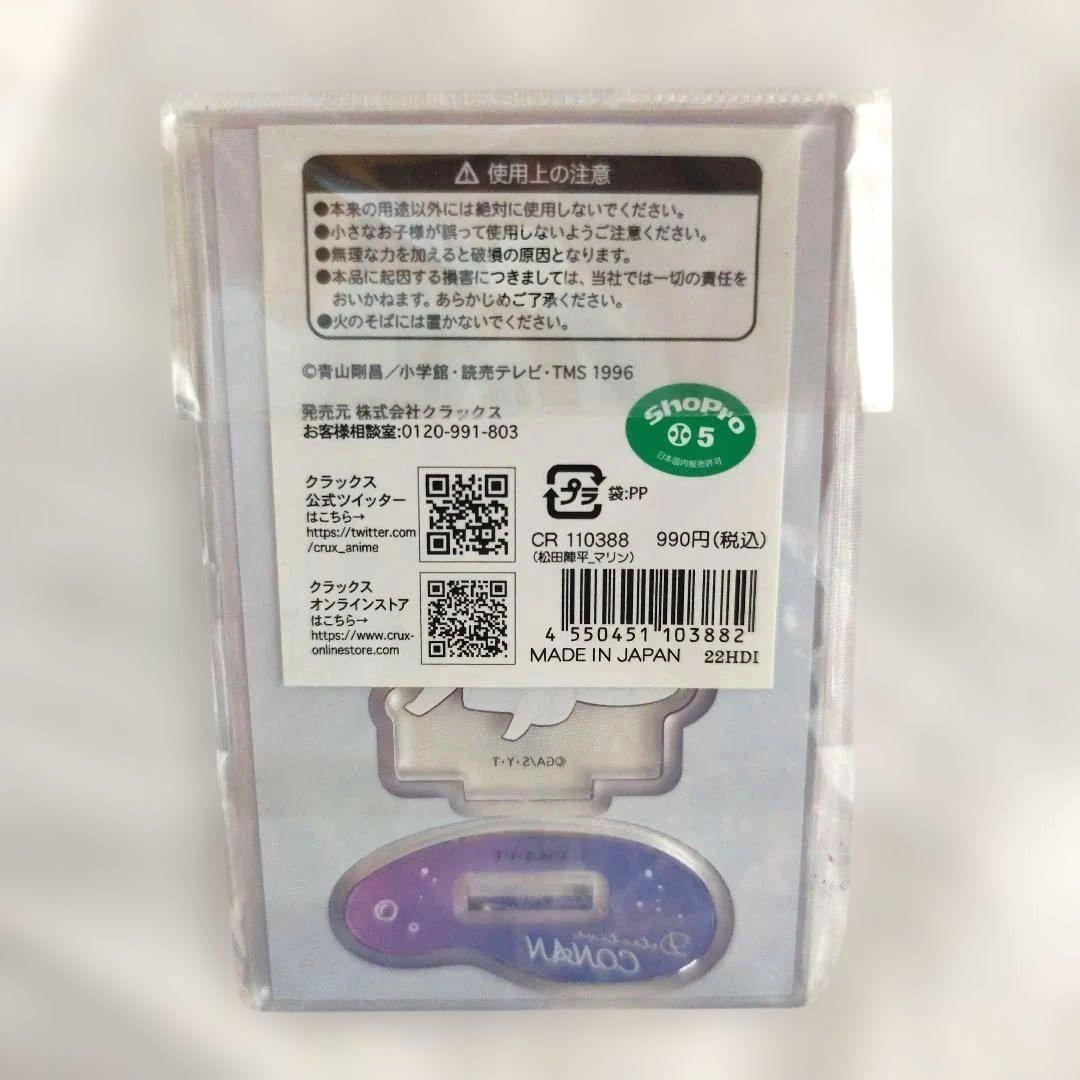 ⚠ 使用上の注意
●本来の用途以外には絶対に使用しないでください。
●小さなお子様が誤って使用しないようご注意ください。
●無理な力を加えると破損の原因となります。
●本品に起因する損害につきましては、当社では一切の責任を
おいかねます。あらかじめご了承ください。
●火のそばには置かないでください。
©青山剛昌／小学館・読売テレビ・TMS 1996
発売元 株式会社クラックス
お客様相談室:0120-991-803
ShoPro
5
日本国内販売許可
クラックス
公式ツイッター
はこちら→
https://twitter.com
/crux_anime
プラ 袋:PP
CR 110388 990円(税込)
(松田陣平_マリン)
クラックス
オンラインストア
はこちら→
https://www.crux-
onlinestore.com
4 550451 103882
MADE IN JAPAN 22HDI
©GA/S・Y・T
Detective
CONAN